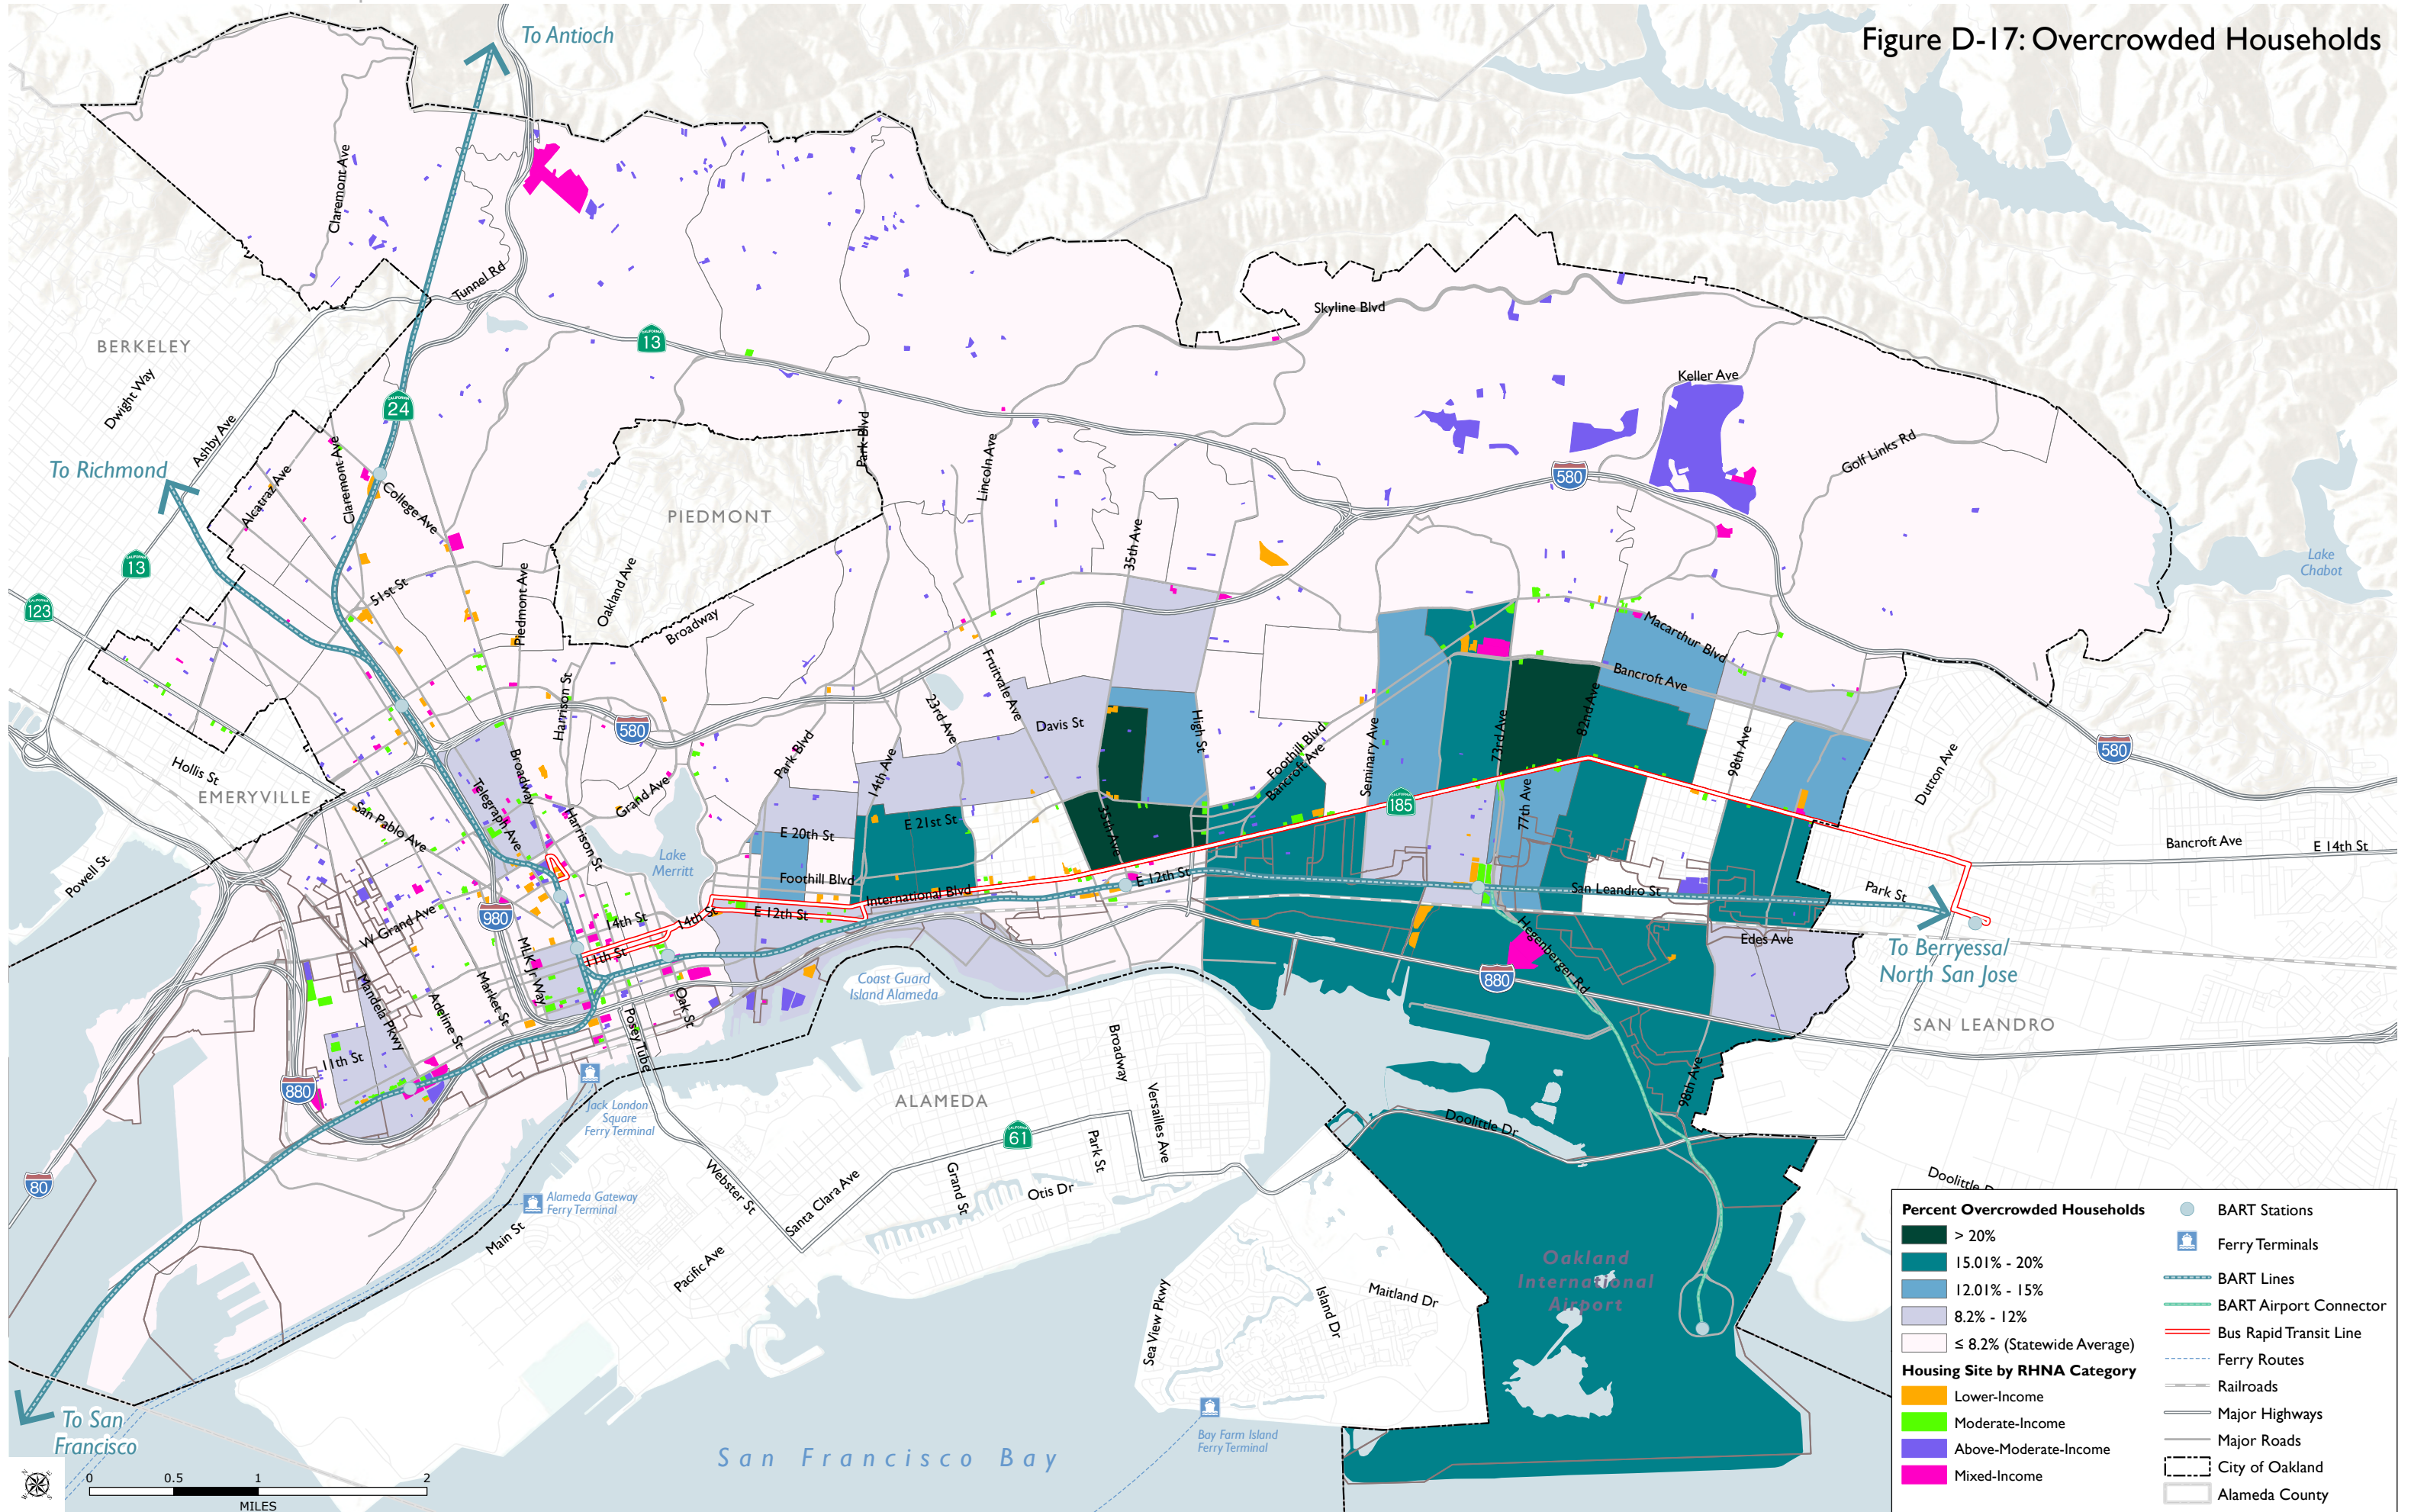 Figure D-17: Overcrowded Households
To Antioch
Claremont Ave
Tunnel Rd
13
Skyline Blvd
BERKELEY
Dwight Way
Ashby Ave
24
Keller Ave
Golf Links Rd
To Richmond
Alcatraz Ave
Claremont Ave
College Ave
PIEDMONT
Park Blvd
Lincoln Ave
35th Ave
580
Lake
Chabot
13
123
51st St
Piedmont Ave
Oakland Ave
Broadway
Fruitvale Ave
Macarthur Blvd
Bancroft Ave
Hollis St
EMERYVILLE
San Pablo Ave
Telegraph Ave
Broadway
Harrison St
Harrison St
580
Grand Ave
Park Blvd
14th Ave
23rd Ave
Davis St
High St
Foothill Blvd
Bancroft Ave
Seminary Ave
73rd Ave
82nd Ave
77th Ave
98th Ave
Dutton Ave
580
185
Powell St
Lake
Merritt
E 20th St
E 21st St
35th Ave
Bancroft Ave
E 14th St
Foothill Blvd
International Blvd
E 12th St
E 12th St
San Leandro St
Park St
980
W Grand Ave
14th St
14th St
11th St
MLK Jr Way
Market St
Adeline St
Mandela Pkwy
Oak St
Posey Tube
Coast Guard
Island Alameda
Hegenberger Rd
880
Edes Ave
To Berryessal
North San Jose
SAN LEANDRO
11th St
880
Jack London
Square
Ferry Terminal
ALAMEDA
Broadway
Versailles Ave
61
Park St
Doolittle Dr
98th Ave
80
Alameda Gateway
Ferry Terminal
Main St
Webster St
Santa Clara Ave
Grand St
Otis Dr
Pacific Ave
Sea View Pkwy
Island Dr
Maitland Dr
Oakland
International
Airport
Bay Farm Island
Ferry Terminal
To San
Francisco
San Francisco Bay
0 0.5 1 2
MILES
Percent Overcrowded Households
> 20%
15.01% - 20%
12.01% - 15%
8.2% - 12%
≤ 8.2% (Statewide Average)
Housing Site by RHNA Category
Lower-Income
Moderate-Income
Above-Moderate-Income
Mixed-Income
BART Stations
Ferry Terminals
BART Lines
BART Airport Connector
Bus Rapid Transit Line
Ferry Routes
Railroads
Major Highways
Major Roads
City of Oakland
Alameda County